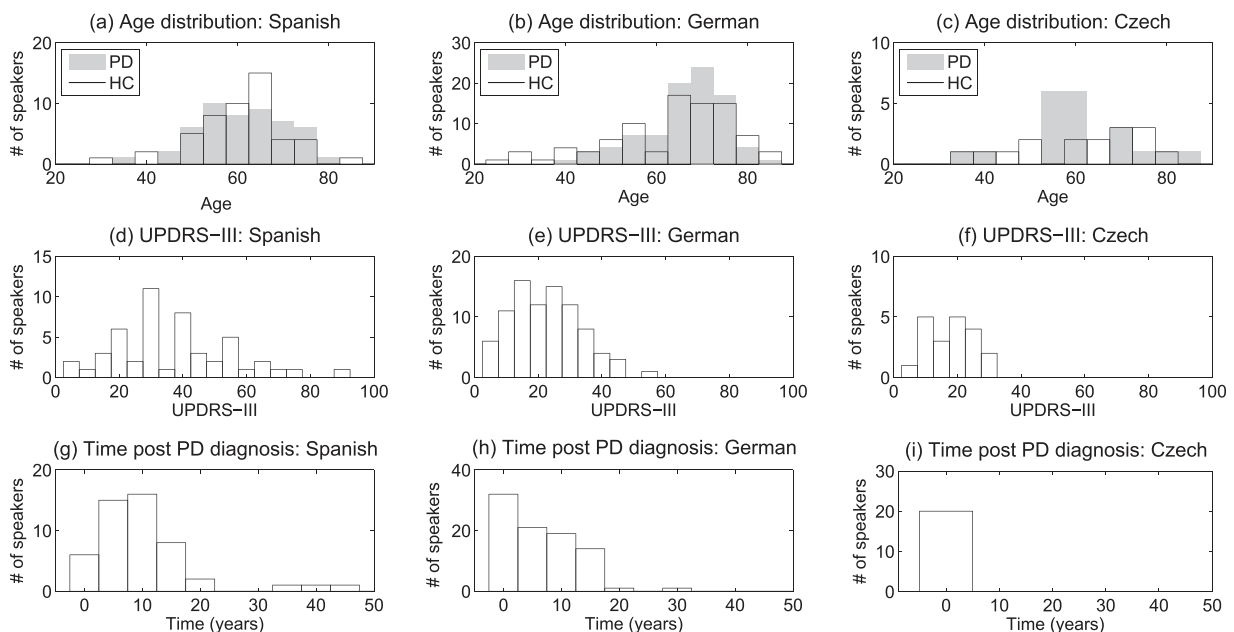 (a) Age distribution: Spanish
(b) Age distribution: German
(c) Age distribution: Czech
# of speakers
20
10
0
PD
HC
20
40
60
80
Age
# of speakers
30
20
10
0
20
40
60
80
Age
# of speakers
10
5
0
PD
HC
20
40
60
80
Age
(d) UPDRS−III: Spanish
(e) UPDRS−III: German
(f) UPDRS−III: Czech
# of speakers
15
10
5
0
0
20
40
60
80
100
UPDRS−III
# of speakers
20
10
0
0
20
40
60
80
100
UPDRS−III
# of speakers
10
5
0
0
20
40
60
80
100
UPDRS−III
(g) Time post PD diagnosis: Spanish
(h) Time post PD diagnosis: German
(i) Time post PD diagnosis: Czech
# of speakers
20
10
0
0
10
20
30
40
50
Time (years)
# of speakers
40
20
0
0
10
20
30
40
50
Time (years)
# of speakers
30
20
10
0
0
10
20
30
40
50
Time (years)